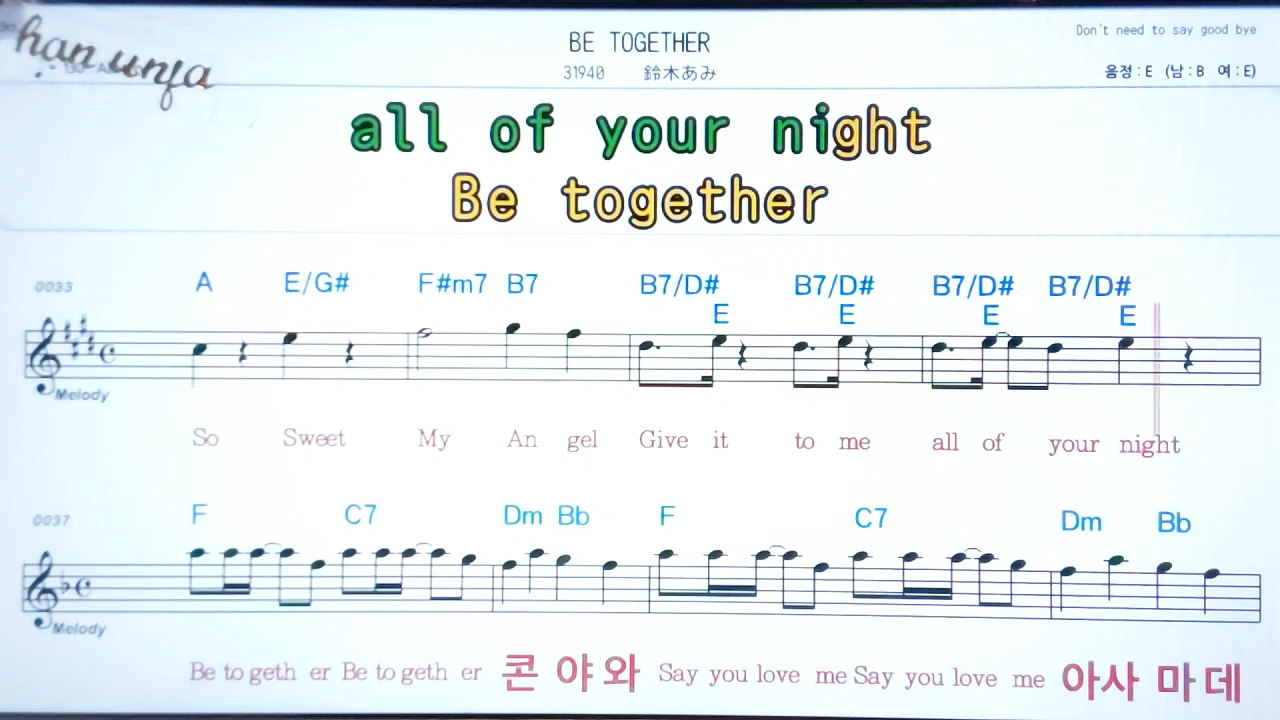 han unja
BE TOGETHER
Don't need to say good bye
31940 鈴木あみ
음정:E (남:B 여:E)
all of your night
Be together
0033 A E/G# F#m7 B7 B7/D# B7/D# B7/D# B7/D#
E E E E
Melody
So Sweet My An gel Give it to me all of your night
0037 F C7 Dm Bb F C7 Dm Bb
Melody
Be to geth er Be to geth er 콘 야 와 Say you love me Say you love me 아사 마 데